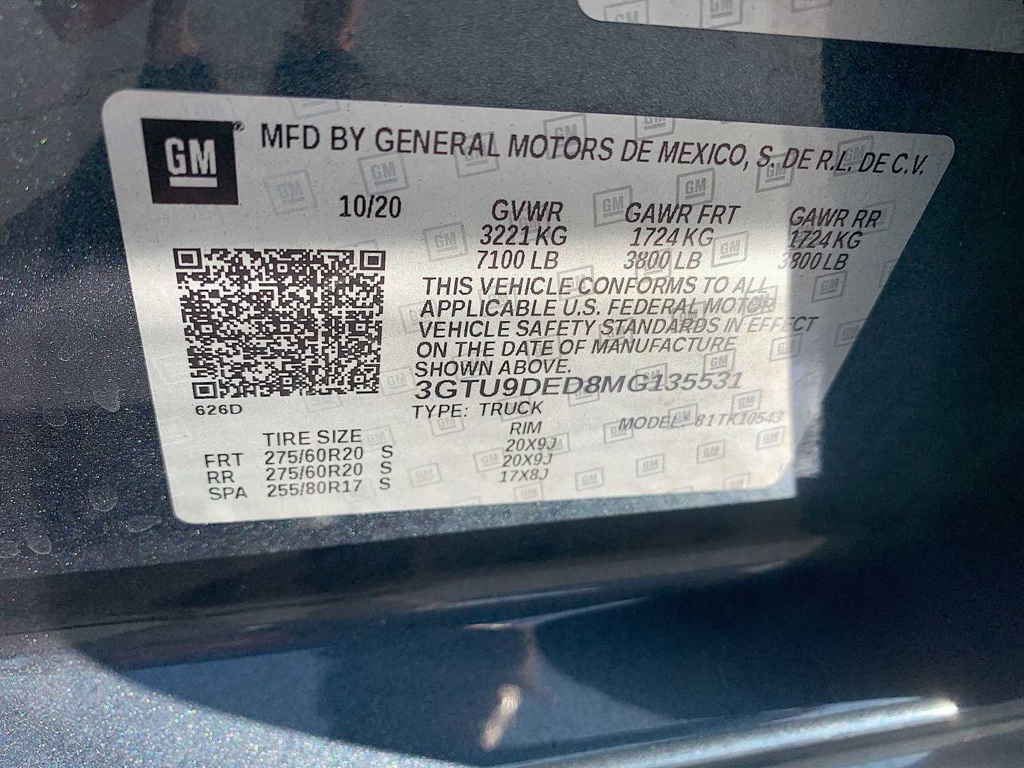 GM® MFD BY GENERAL MOTORS DE MEXICO, S. DE R.L. DE C.V.
10/20 GVWR GAWR FRT GAWR RR
3221 KG 1724 KG 1724 KG
7100 LB 3800 LB 3800 LB
THIS VEHICLE CONFORMS TO ALL
APPLICABLE U.S. FEDERAL MOTOR
VEHICLE SAFETY STANDARDS IN EFFECT
ON THE DATE OF MANUFACTURE
SHOWN ABOVE.
3GTU9DED8MG135531
626D
TYPE: TRUCK MODEL: 81TK10543
TIRE SIZE RIM
FRT 275/60R20 S 20X9J
RR 275/60R20 S 20X9J
SPA 255/80R17 S 17X8J